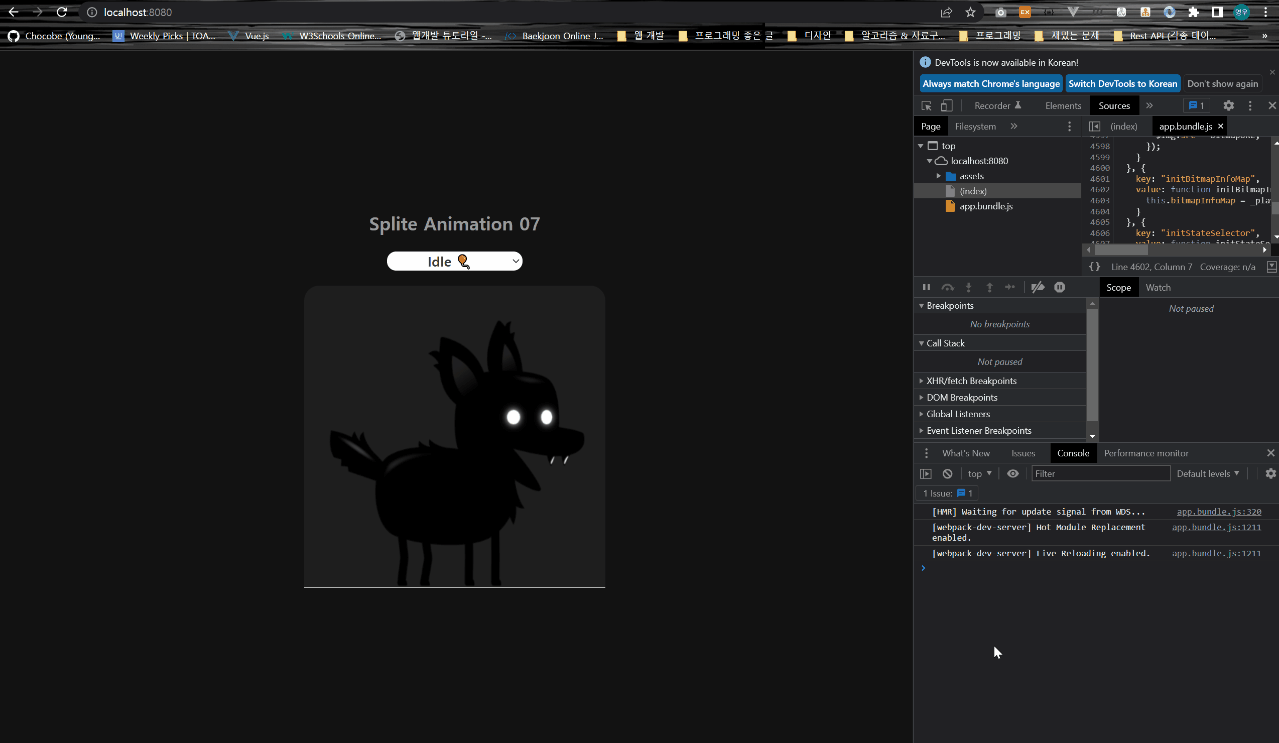 localhost:8080
Chocobe (Young...
Weekly Picks | TOA...
Vue.js
W3Schools Online...
웹개발 튜도리얼 -...
Baekjoon Online J...
웹 개발
프로그래밍 좋은 글
디자인
알고리즘 & 자료구...
프로그래밍
재밌는 문제
Rest API (각종 데이...
»
Splite Animation 07
Idle
DevTools is now available in Korean!
Always match Chrome's language
Switch DevTools to Korean
Don't show again
Recorder
Elements
Sources
»
1
Page
Filesystem
»
(index)
app.bundle.js
top
localhost:8080
assets
(index)
app.bundle.js
4598 });
4599 }
4600 }, {
4601 key: "initBitmapInfoMap",
4602 value: function initBitmapI
4603 this.bitmapInfoMap = _pla
4604 }
4605 }, {
4606 key: "initStateSelector",
{} Line 4602, Column 7 Coverage: n/a
Scope
Watch
Not paused
Breakpoints
No breakpoints
Call Stack
Not paused
XHR/fetch Breakpoints
DOM Breakpoints
Global Listeners
Event Listener Breakpoints
What's New
Issues
Console
Performance monitor
top
Filter
Default levels
1 Issue: 1
[HMR] Waiting for update signal from WDS... app.bundle.js:320
[webpack-dev-server] Hot Module Replacement app.bundle.js:1211
enabled.
[webpack-dev-server] Live Reloading enabled. app.bundle.js:1211